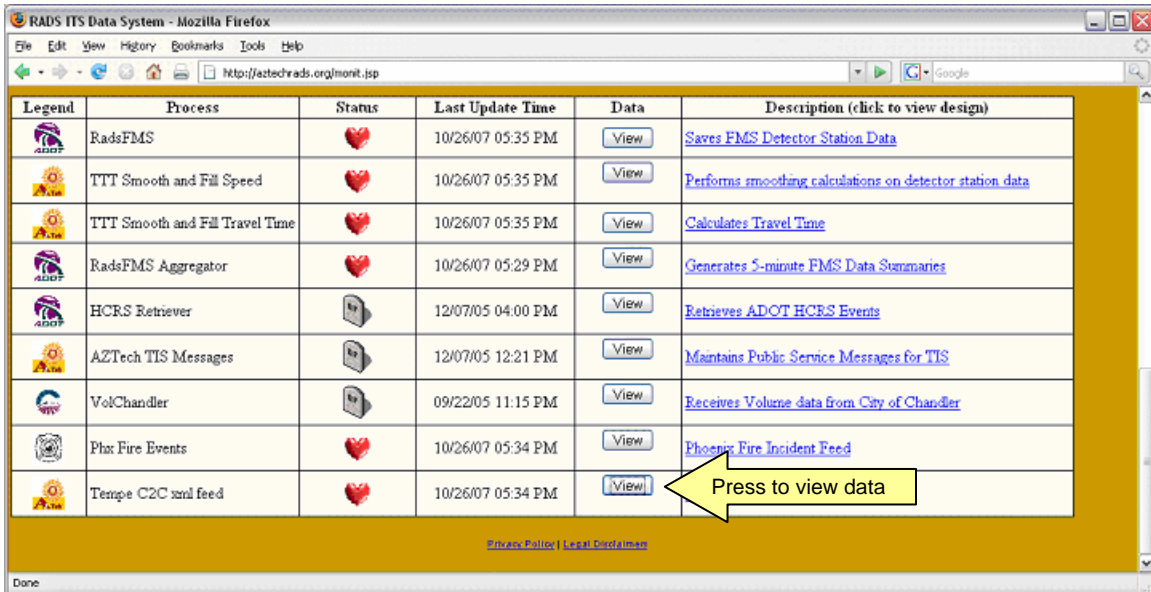 RADS ITS Data System - Mozilla Firefox
File Edit View History Bookmarks Tools Help
http://aztechrads.org/monit.jsp Google
Legend Process Status Last Update Time Data Description (click to view design)
ADOT RadsFMS 10/26/07 05:35 PM View Saves FMS Detector Station Data
TTT Smooth and Fill Speed 10/26/07 05:35 PM View Performs smoothing calculations on detector station data
TTT Smooth and Fill Travel Time 10/26/07 05:35 PM View Calculates Travel Time
ADOT RadsFMS Aggregator 10/26/07 05:29 PM View Generates 5-minute FMS Data Summaries
ADOT HCRS Retriever 12/07/05 04:00 PM View Retrieves ADOT HCRS Events
AZTech TIS Messages 12/07/05 12:21 PM View Maintains Public Service Messages for TIS
VolChandler 09/22/05 11:15 PM View Receives Volume data from City of Chandler
Phx Fire Events 10/26/07 05:34 PM View Phoenix Fire Incident Feed
Tempe C2C xml feed 10/26/07 05:34 PM View Press to view data
Privacy Policy | Legal Disclaimers
Done